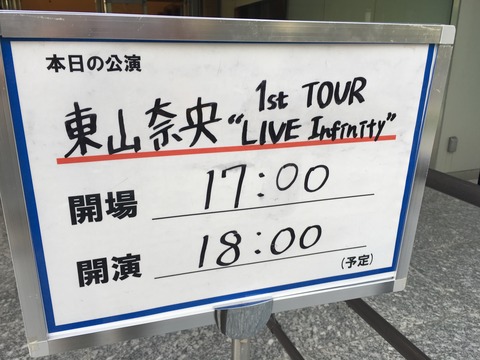 本日の公演
1st TOUR
東山奈央 "LIVE Infinity"
開場 17:00
開演 18:00
(予定)